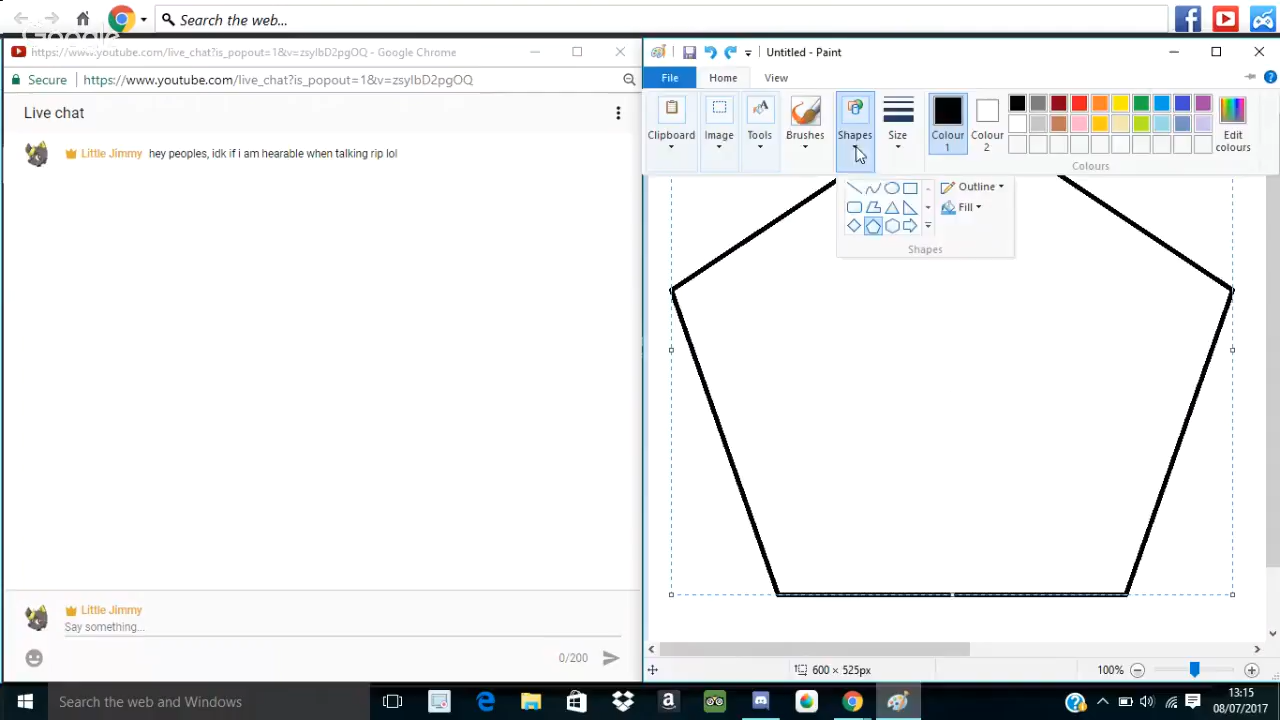 Search the web...
Google
https://www.youtube.com/live_chat?is_popout=1&v=zsyIbD2pgOQ - Google Chrome
Secure
https://www.youtube.com/live_chat?is_popout=1&v=zsyIbD2pgOQ
Live chat
Little Jimmy hey peoples, idk if i am hearable when talking rip lol
Little Jimmy
Say something...
0/200
Untitled - Paint
File Home View
Clipboard Image Tools Brushes Shapes Size Colour 1 Colour 2 Edit colours
Colours
Outline
Fill
Shapes
600 × 525px
100%
Search the web and Windows
13:15
08/07/2017